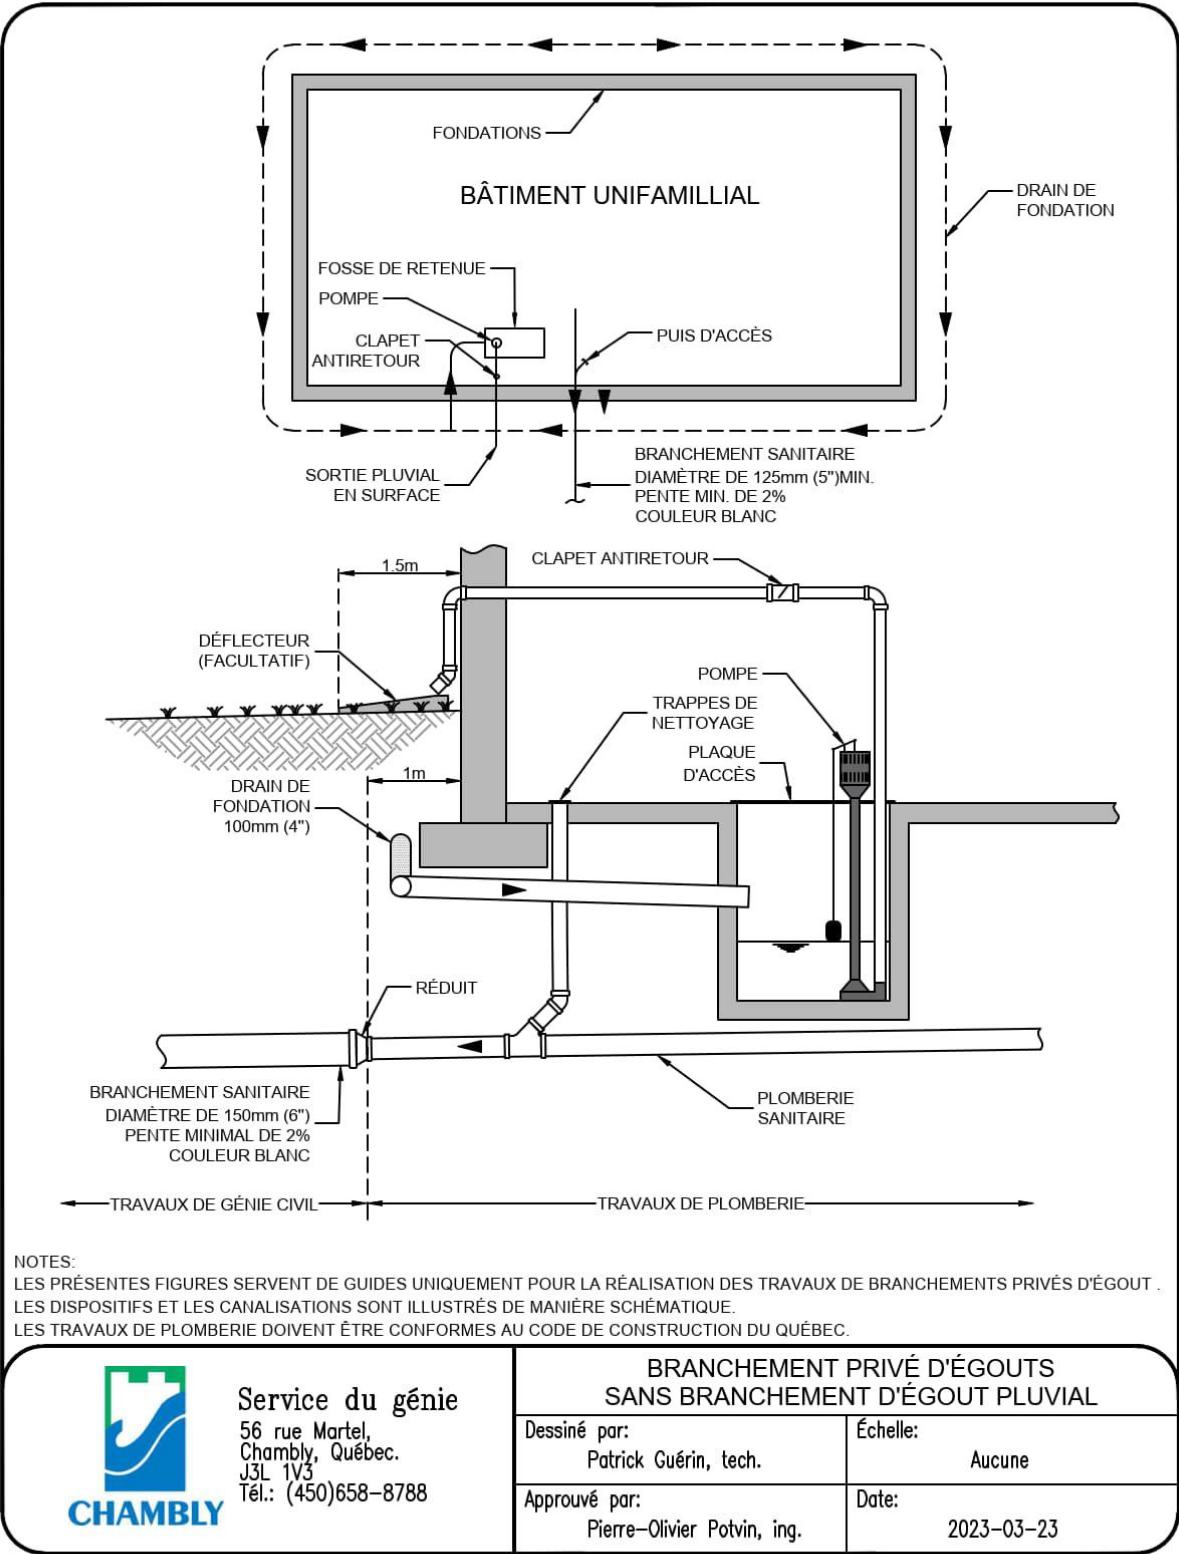 FONDATIONS
BÂTIMENT UNIFAMILLIAL
DRAIN DE
FONDATION
FOSSE DE RETENUE
POMPE
CLAPET
ANTIRETOUR
PUIS D'ACCÈS
SORTIE PLUVIAL
EN SURFACE
BRANCHEMENT SANITAIRE
DIAMÈTRE DE 125mm (5")MIN.
PENTE MIN. DE 2%
COULEUR BLANC
1.5m
CLAPET ANTIRETOUR
DÉFLECTEUR
(FACULTATIF)
POMPE
TRAPPES DE
NETTOYAGE
PLAQUE
D'ACCÈS
1m
DRAIN DE
FONDATION
100mm (4")
RÉDUIT
BRANCHEMENT SANITAIRE
DIAMÈTRE DE 150mm (6")
PENTE MINIMAL DE 2%
COULEUR BLANC
PLOMBERIE
SANITAIRE
TRAVAUX DE GÉNIE CIVIL
TRAVAUX DE PLOMBERIE
NOTES:
LES PRÉSENTES FIGURES SERVENT DE GUIDES UNIQUEMENT POUR LA RÉALISATION DES TRAVAUX DE BRANCHEMENTS PRIVÉS D'ÉGOUT .
LES DISPOSITIFS ET LES CANALISATIONS SONT ILLUSTRÉS DE MANIÈRE SCHÉMATIQUE.
LES TRAVAUX DE PLOMBERIE DOIVENT ÊTRE CONFORMES AU CODE DE CONSTRUCTION DU QUÉBEC.
CHAMBLY
Service du génie
56 rue Martel,
Chambly, Québec.
J3L 1V3
Tél.: (450)658-8788
BRANCHEMENT PRIVÉ D'ÉGOUTS
SANS BRANCHEMENT D'ÉGOUT PLUVIAL
Dessiné par:
Patrick Guérin, tech.
Échelle:
Aucune
Approuvé par:
Pierre-Olivier Potvin, ing.
Date:
2023-03-23